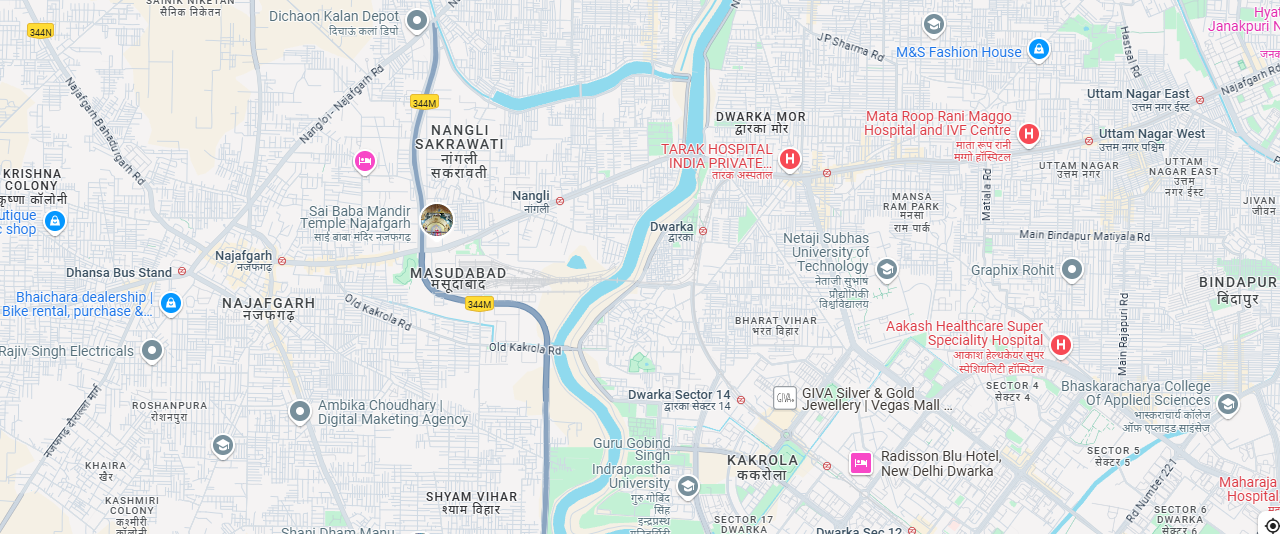 SAINIK NIKETAN
सैनिक निकेतन
Dichaon Kalan Depot
दिचाऊं कला डिपो
344N
344M
Najafgarh Bahadurgarh Rd
Nangloi - Najafgarh Rd
NANGLI
SAKRAWATI
नांगली
सकरावती
KRISHNA
COLONY
कृष्णा कॉलोनी
Sai Baba Mandir
Temple Najafgarh
साई बाबा मंदिर नजफगढ़
Nangli
नांगली
Najafgarh
नजफगढ़
Dhansa Bus Stand
Bhaichara dealership |
Bike rental, purchase &...
NAJAFGARH
नजफगढ़
MASUDABAD
मसूदाबाद
344M
Old Kakrola Rd
Old Kakrola Rd
Rajiv Singh Electricals
ROSHANPURA
रोशनपुरा
Ambika Choudhary |
Digital Maketing Agency
KHAIRA
खैर
KASHMIRI
COLONY
कश्मीरी
SHYAM VIHAR
श्याम विहार
JP Sharma Rd
M&S Fashion House
Hastsal Rd
Najafgarh Rd
Uttam Nagar East
उत्तम नगर ईस्ट
DWARKA MOR
द्वारका मोर
Mata Roop Rani Maggo
Hospital and IVF Centre
माता रूप रानी
मग्गो हॉस्पिटल
Uttam Nagar West
उत्तम नगर पश्चिम
TARAK HOSPITAL
INDIA PRIVATE...
तारक अस्पताल
UTTAM NAGAR
उत्तम नगर
UTTAM
NAGAR EAST
उत्तम
नगर ईस्ट
Matiala Rd
MANSA
RAM PARK
मनसा
राम पार्क
JIVAN
Dwarka
द्वारका
Netaji Subhas
University of
Technology
नेताजी सुभाष
प्रौद्योगिकी
विश्वविद्यालय
Main Bindapur Matiyala Rd
Graphix Rohit
BINDAPUR
बिंदापुर
Main Rajapuri Rd
BHARAT VIHAR
भरत विहार
Aakash Healthcare Super
Speciality Hospital
आकाश हेल्थकेयर सुपर
स्पेशियलिटी हॉस्पिटल
Dwarka Sector 14
द्वारका सेक्टर 14
GIVA
GIVA Silver & Gold
Jewellery | Vegas Mall ...
SECTOR 4
सेक्टर 4
Bhaskaracharya College
Of Applied Sciences
भास्कराचार्य कॉलेज
ऑफ एप्लाइड साइंसेज
Guru Gobind
Singh
Indraprastha
University
गुरु गोबिंद
सिंह
इन्द्रप्रस्थ
KAKROLA
ककरोला
Radisson Blu Hotel,
New Delhi Dwarka
SECTOR 5
सेक्टर 5
Rd Number 221
Maharaja
Hospital
SECTOR 17
DWARKA
Dwarka Sec 12
SECTOR 6
DWARKA
सेक्टर 6